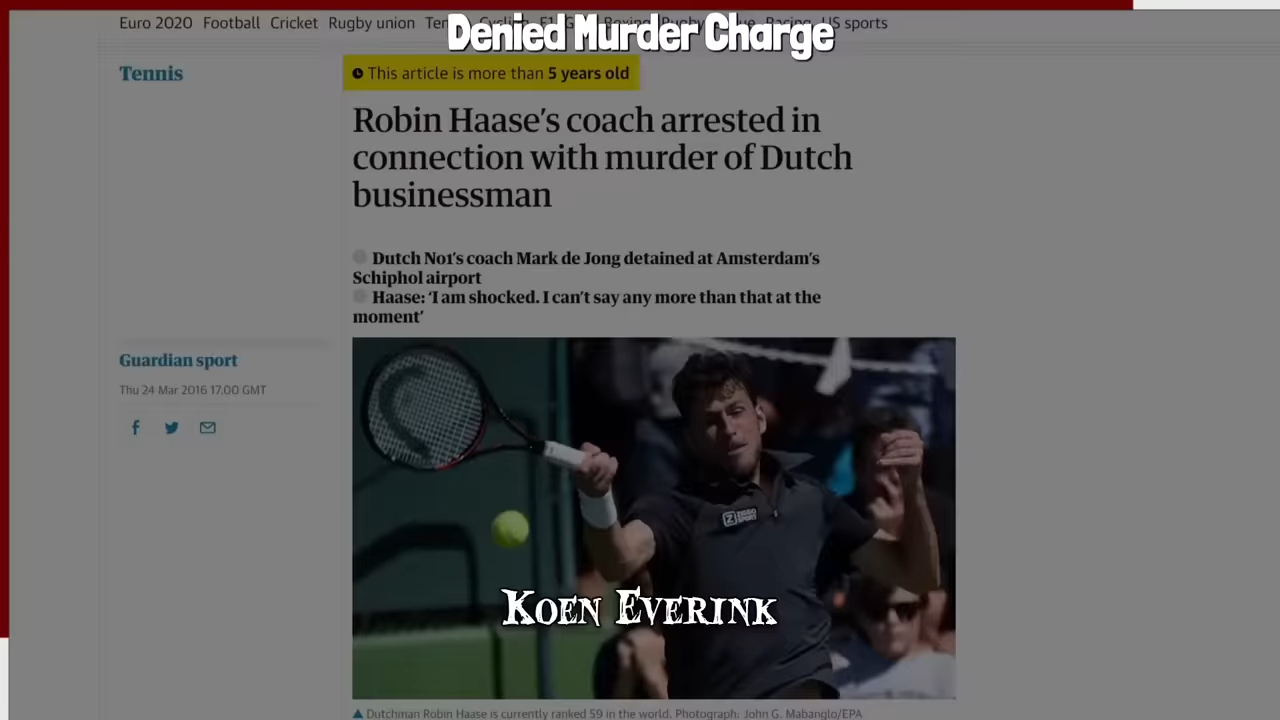 Euro 2020 Football Cricket Rugby union US sports
Denied Murder Charge
Tennis
This article is more than 5 years old
Robin Haase's coach arrested in
connection with murder of Dutch
businessman
Dutch No1's coach Mark de Jong detained at Amsterdam's
Schiphol airport
Haase: 'I am shocked. I can't say any more than that at the
moment'
Guardian sport
Thu 24 Mar 2016 17.00 GMT
Koen Everink
Dutchman Robin Haase is currently ranked 59 in the world. Photograph: John G. Mabanglo/EPA